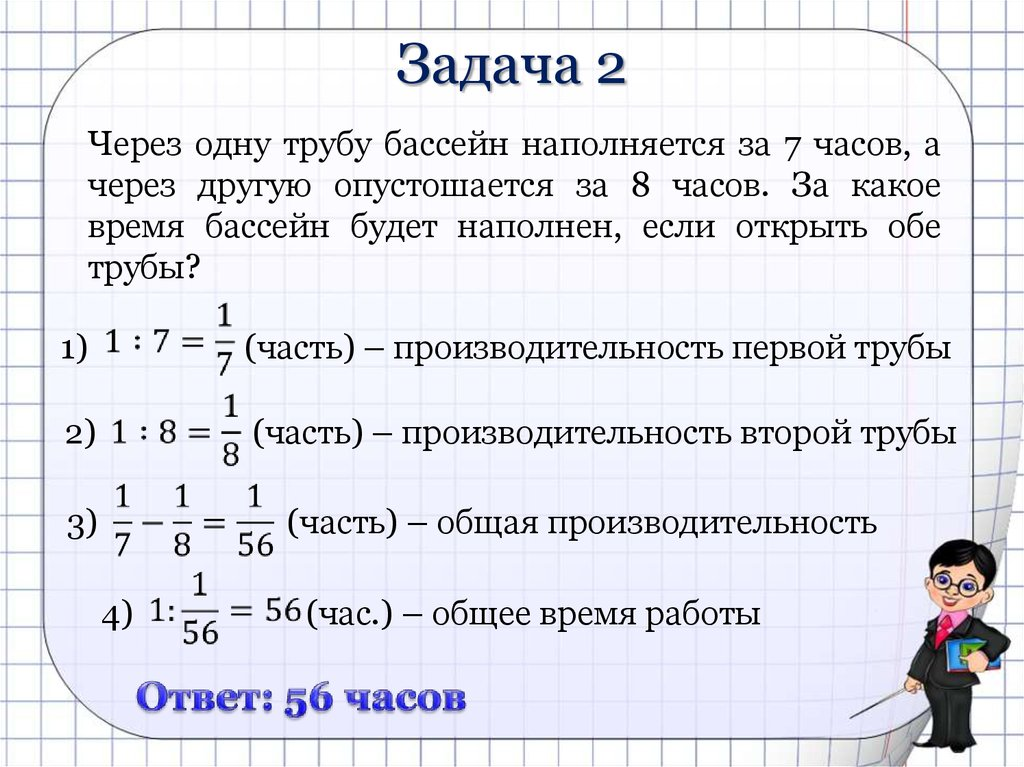 Задача 2
Через одну трубу бассейн наполняется за 7 часов, а
через другую опустошается за 8 часов. За какое
время бассейн будет наполнен, если открыть обе
трубы?
1) 1 : 7 = 1/7 (часть) – производительность первой трубы
2) 1 : 8 = 1/8 (часть) – производительность второй трубы
3) 1/7 − 1/8 = 1/56 (часть) – общая производительность
4) 1: 1/56 = 56 (час.) – общее время работы
Ответ: 56 часов